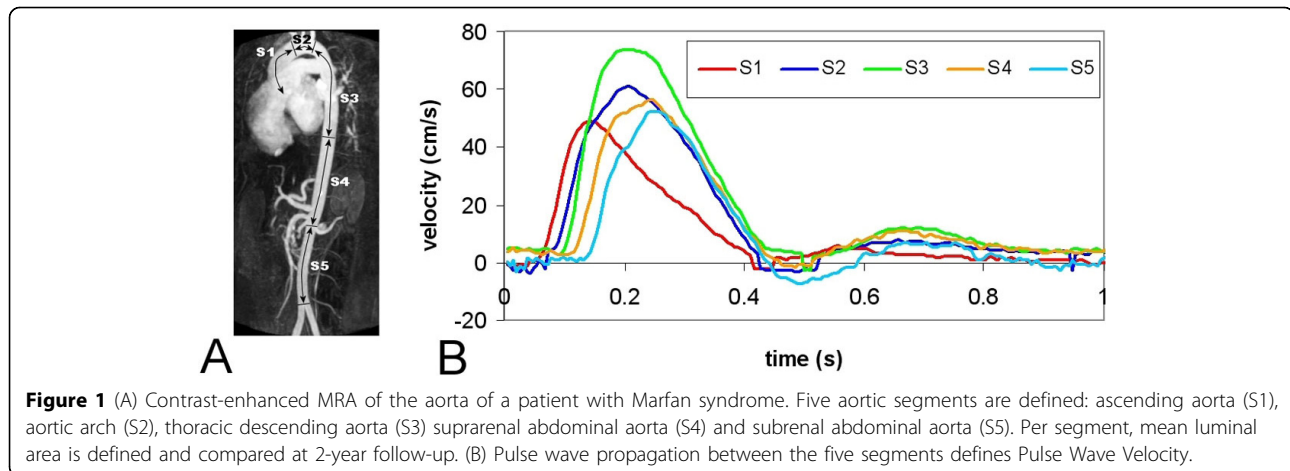 S1
S2
S3
S4
S5
A
B
80
60
40
20
0
-20
velocity (cm/s)
S1 S2 S3 S4 S5
0 0.2 0.4 0.6 0.8 1
time (s)
Figure 1 (A) Contrast-enhanced MRA of the aorta of a patient with Marfan syndrome. Five aortic segments are defined: ascending aorta (S1),
aortic arch (S2), thoracic descending aorta (S3) suprarenal abdominal aorta (S4) and subrenal abdominal aorta (S5). Per segment, mean luminal
area is defined and compared at 2-year follow-up. (B) Pulse wave propagation between the five segments defines Pulse Wave Velocity.